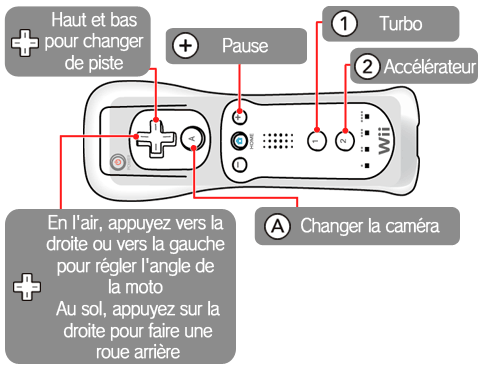 Haut et bas
pour changer
de piste
+ Pause
1 Turbo
2 Accélérateur
A
HOME
1
2
Wii
En l'air, appuyez vers la
droite ou vers la gauche
pour régler l'angle de
la moto
Au sol, appuyez sur la
droite pour faire une
roue arrière
A Changer la caméra